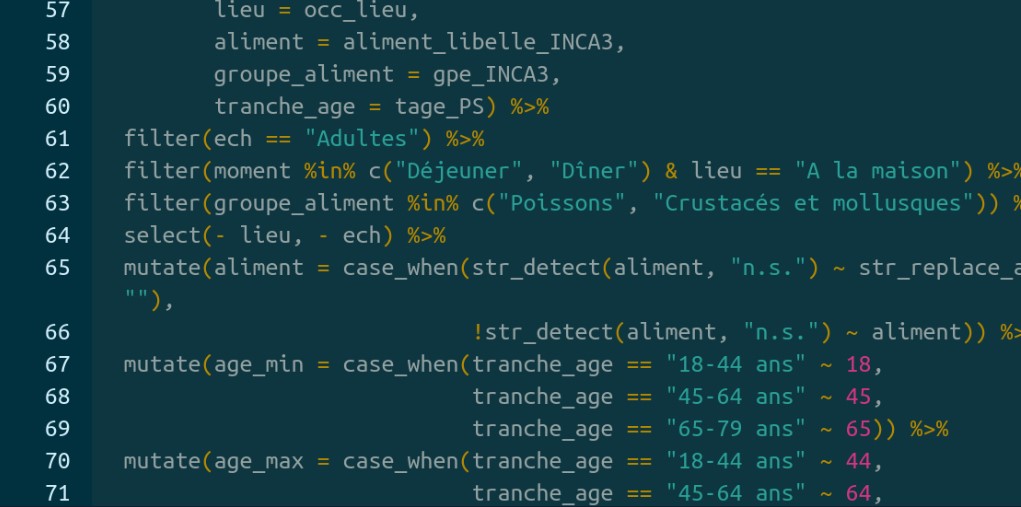 57 lieu = occ_lieu,
58 aliment = aliment_libelle_INCA3,
59 groupe_aliment = gpe_INCA3,
60 tranche_age = tage_PS) %>%
61 filter(ech == "Adultes") %>%
62 filter(moment %in% c("Déjeuner", "Dîner") & lieu == "A la maison") %>%
63 filter(groupe_aliment %in% c("Poissons", "Crustacés et mollusques")) %
64 select(- lieu, - ech) %>%
65 mutate(aliment = case_when(str_detect(aliment, "n.s.") ~ str_replace_a
""),
66 !str_detect(aliment, "n.s.") ~ aliment)) %>
67 mutate(age_min = case_when(tranche_age == "18-44 ans" ~ 18,
68 tranche_age == "45-64 ans" ~ 45,
69 tranche_age == "65-79 ans" ~ 65)) %>%
70 mutate(age_max = case_when(tranche_age == "18-44 ans" ~ 44,
71 tranche_age == "45-64 ans" ~ 64,